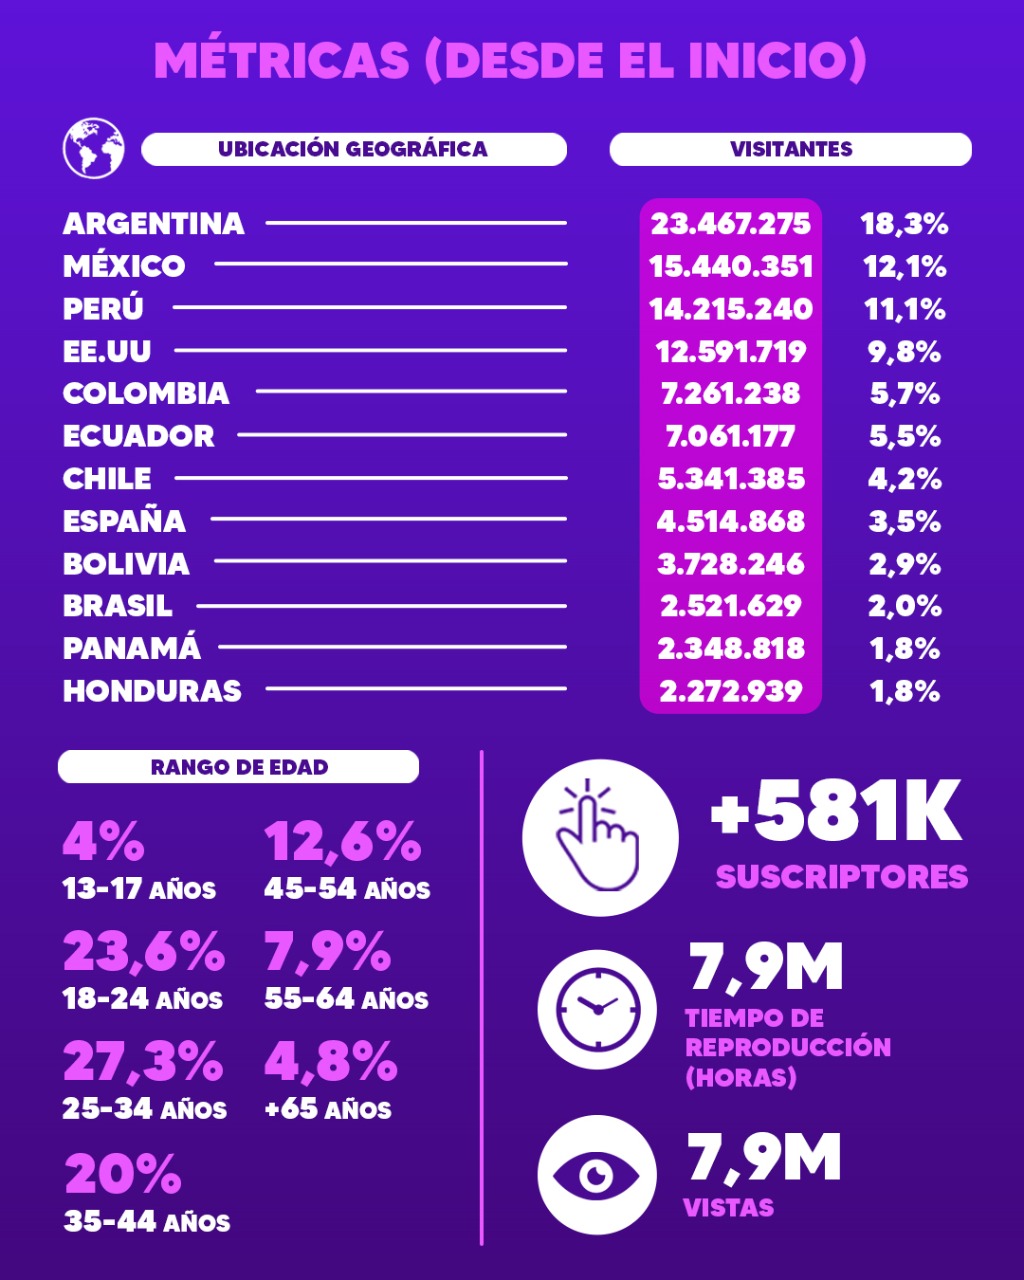 MÉTRICAS (DESDE EL INICIO)
UBICACIÓN GEOGRÁFICA VISITANTES
ARGENTINA 23.467.275 18,3%
MÉXICO 15.440.351 12,1%
PERÚ 14.215.240 11,1%
EE.UU 12.591.719 9,8%
COLOMBIA 7.261.238 5,7%
ECUADOR 7.061.177 5,5%
CHILE 5.341.385 4,2%
ESPAÑA 4.514.868 3,5%
BOLIVIA 3.728.246 2,9%
BRASIL 2.521.629 2,0%
PANAMÁ 2.348.818 1,8%
HONDURAS 2.272.939 1,8%
RANGO DE EDAD
4% 12,6%
13-17 AÑOS 45-54 AÑOS
23,6% 7,9%
18-24 AÑOS 55-64 AÑOS
27,3% 4,8%
25-34 AÑOS +65 AÑOS
20%
35-44 AÑOS
+581K
SUSCRIPTORES
7,9M
TIEMPO DE
REPRODUCCIÓN
(HORAS)
7,9M
VISTAS